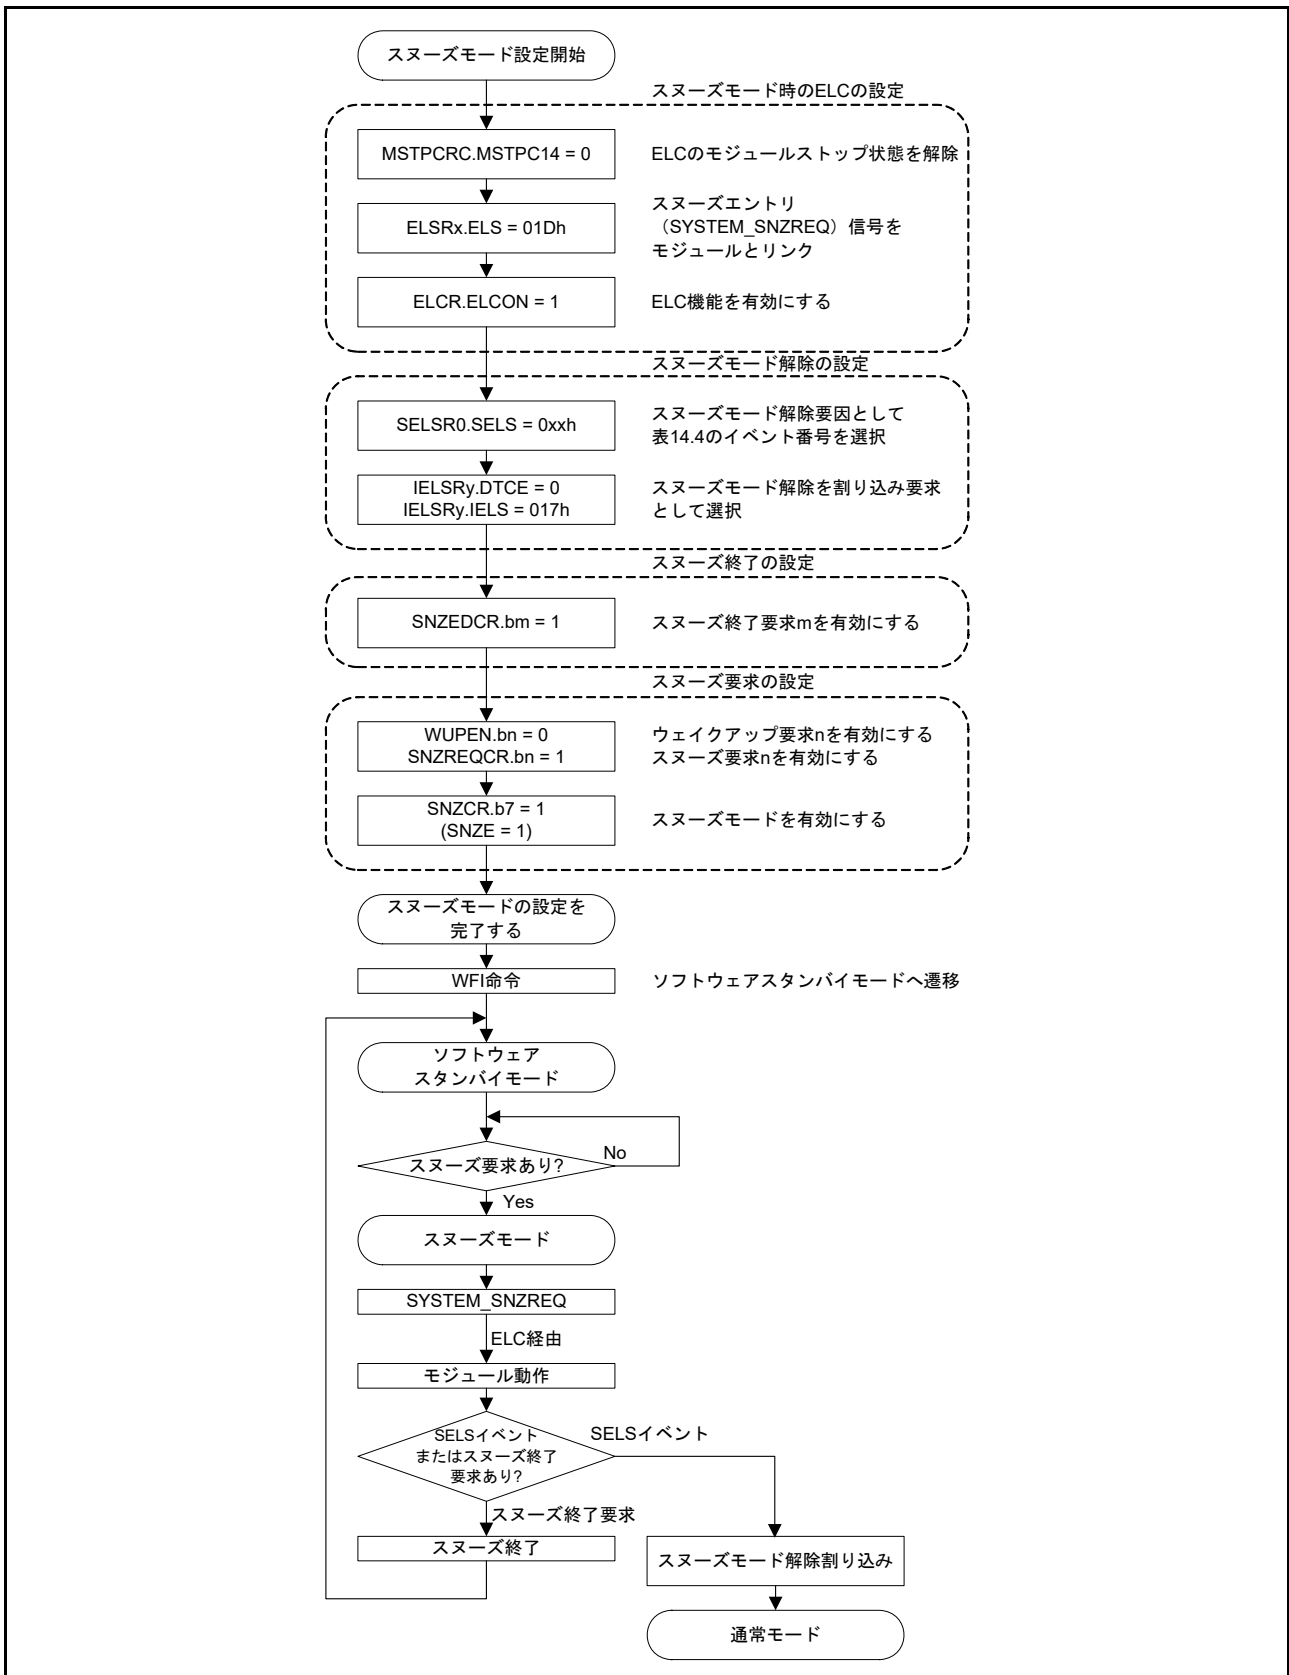 スヌーズモード設定開始
スヌーズモード時のELCの設定
MSTPCRC.MSTPC14 = 0
ELCのモジュールストップ状態を解除
ELSRx.ELS = 01Dh
スヌーズエントリ
（SYSTEM_SNZREQ）信号を
モジュールとリンク
ELCR.ELCON = 1
ELC機能を有効にする
スヌーズモード解除の設定
SELSR0.SELS = 0xxh
スヌーズモード解除要因として
表14.4のイベント番号を選択
IELSRy.DTCE = 0
IELSRy.IELS = 017h
スヌーズモード解除を割り込み要求
として選択
スヌーズ終了の設定
SNZEDCR.bm = 1
スヌーズ終了要求mを有効にする
スヌーズ要求の設定
WUPEN.bn = 0
SNZREQCR.bn = 1
ウェイクアップ要求nを有効にする
スヌーズ要求nを有効にする
SNZCR.b7 = 1
(SNZE = 1)
スヌーズモードを有効にする
スヌーズモードの設定を
完了する
WFI命令
ソフトウェアスタンバイモードへ遷移
ソフトウェア
スタンバイモード
スヌーズ要求あり?
No
Yes
スヌーズモード
SYSTEM_SNZREQ
ELC経由
モジュール動作
SELSイベント
またはスヌーズ終了
要求あり?
SELSイベント
スヌーズ終了要求
スヌーズ終了
スヌーズモード解除割り込み
通常モード